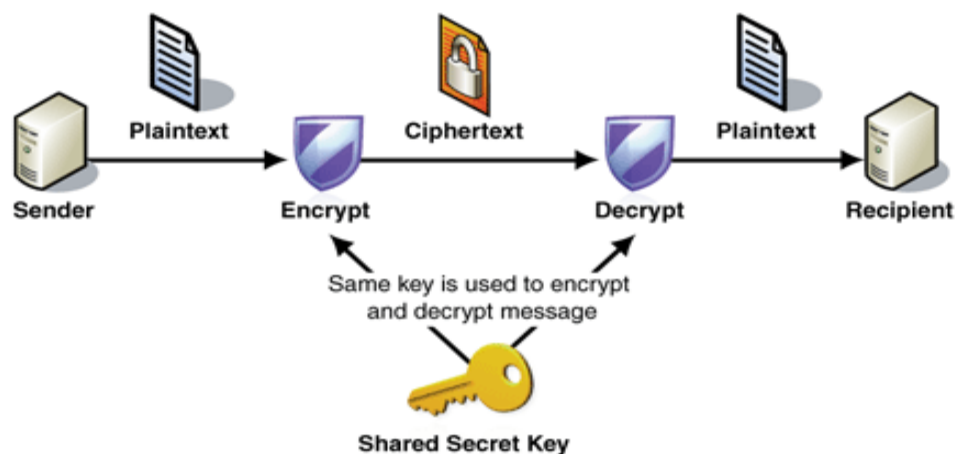 Plaintext
Ciphertext
Plaintext
Sender
Encrypt
Decrypt
Recipient
Same key is used to encrypt
and decrypt message
Shared Secret Key